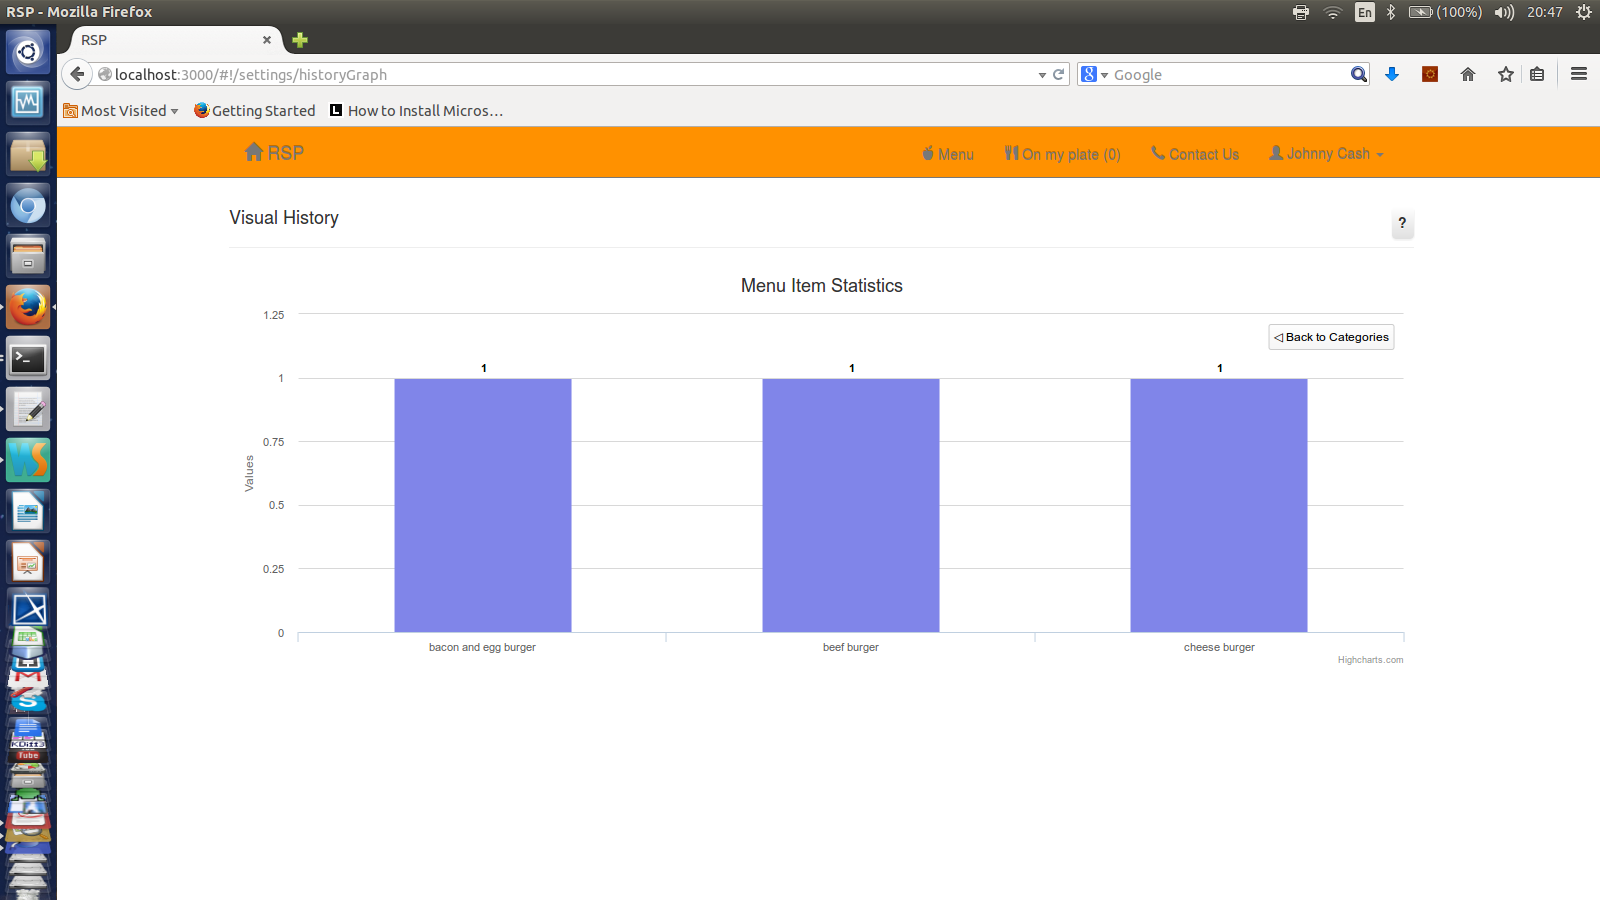 RSP - Mozilla Firefox
En
(100%)
20:47
RSP
localhost:3000/#!/settings/historyGraph
Google
Most Visited
Getting Started
How to Install Micros...
RSP
Menu
On my plate (0)
Contact Us
Johnny Cash
Visual History
?
Menu Item Statistics
Back to Categories
1.25
1
0.75
0.5
0.25
0
Values
1
1
1
bacon and egg burger
beef burger
cheese burger
Highcharts.com
Tube